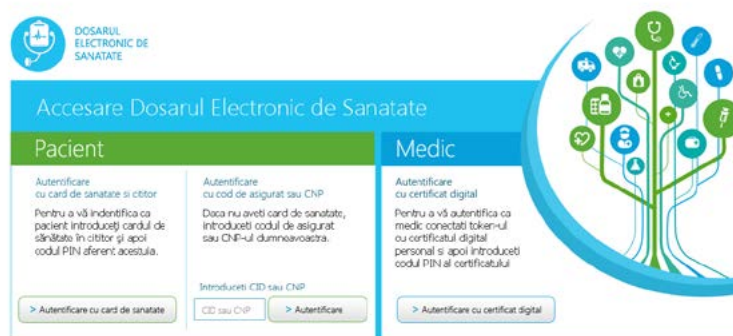 DOSARUL
ELECTRONIC DE
SANATATE
Accesare Dosarul Electronic de Sanatate
Pacient
Autentificare
cu card de sanatate si cititor
Pentru a vă indentifica ca
pacient introduceţi cardul de
sănătate în cititor şi apoi
codul PIN aferent acestuia.
> Autentificare cu card de sanatate
Autentificare
cu cod de asigurat sau CNP
Daca nu aveti card de sanatate,
introduceti codul de asigurat
sau CNP-ul dumneavoastra.
Introduceti CID sau CNP
CID sau CNP
> Autentificare
Medic
Autentificare
cu certificat digital
Pentru a vă autentifica ca
medic conectati token-ul
cu certificatul digital
personal si apoi introduceti
codul PIN al certificatului
> Autentificare cu certificat digital